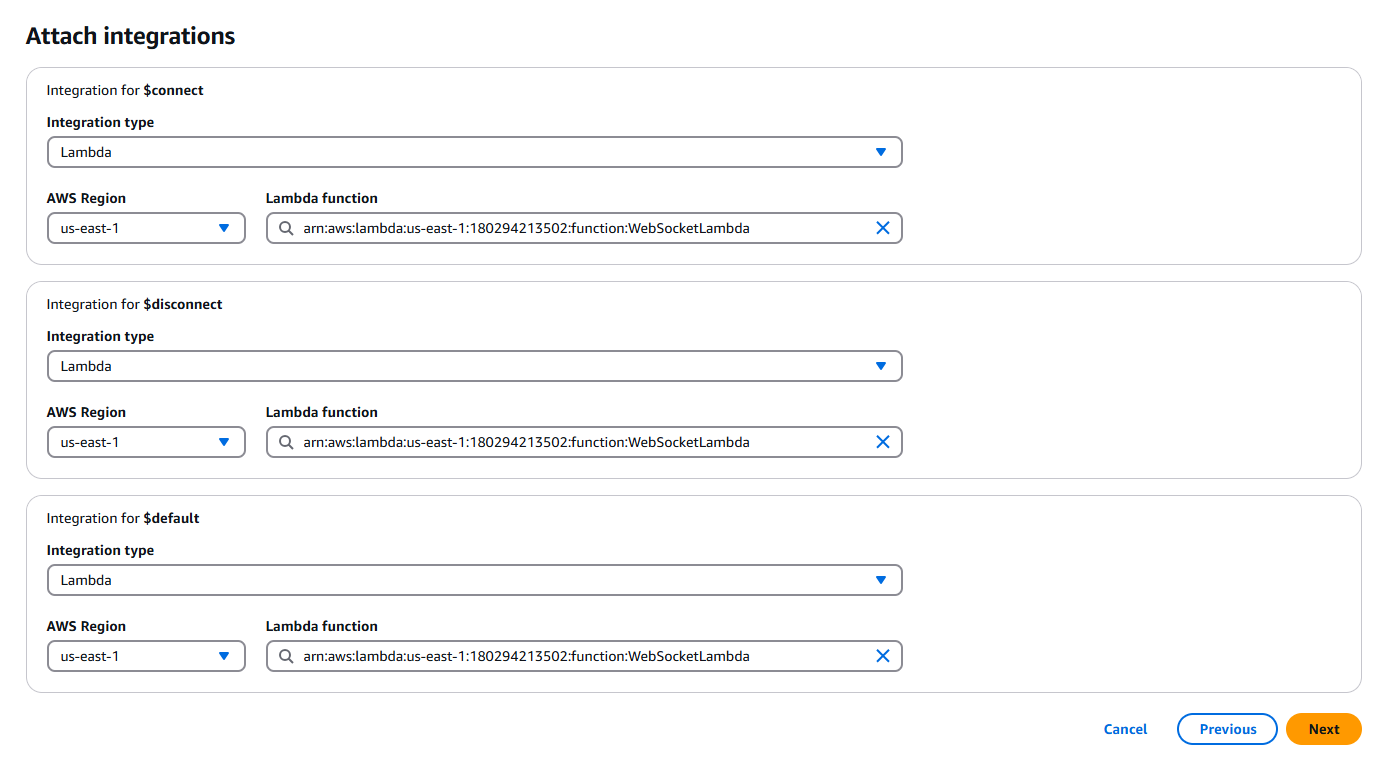 Attach integrations
Integration for $connect
Integration type
Lambda
AWS Region Lambda function
us-east-1 arn:aws:lambda:us-east-1:180294213502:function:WebSocketLambda
Integration for $disconnect
Integration type
Lambda
AWS Region Lambda function
us-east-1 arn:aws:lambda:us-east-1:180294213502:function:WebSocketLambda
Integration for $default
Integration type
Lambda
AWS Region Lambda function
us-east-1 arn:aws:lambda:us-east-1:180294213502:function:WebSocketLambda
Cancel Previous Next